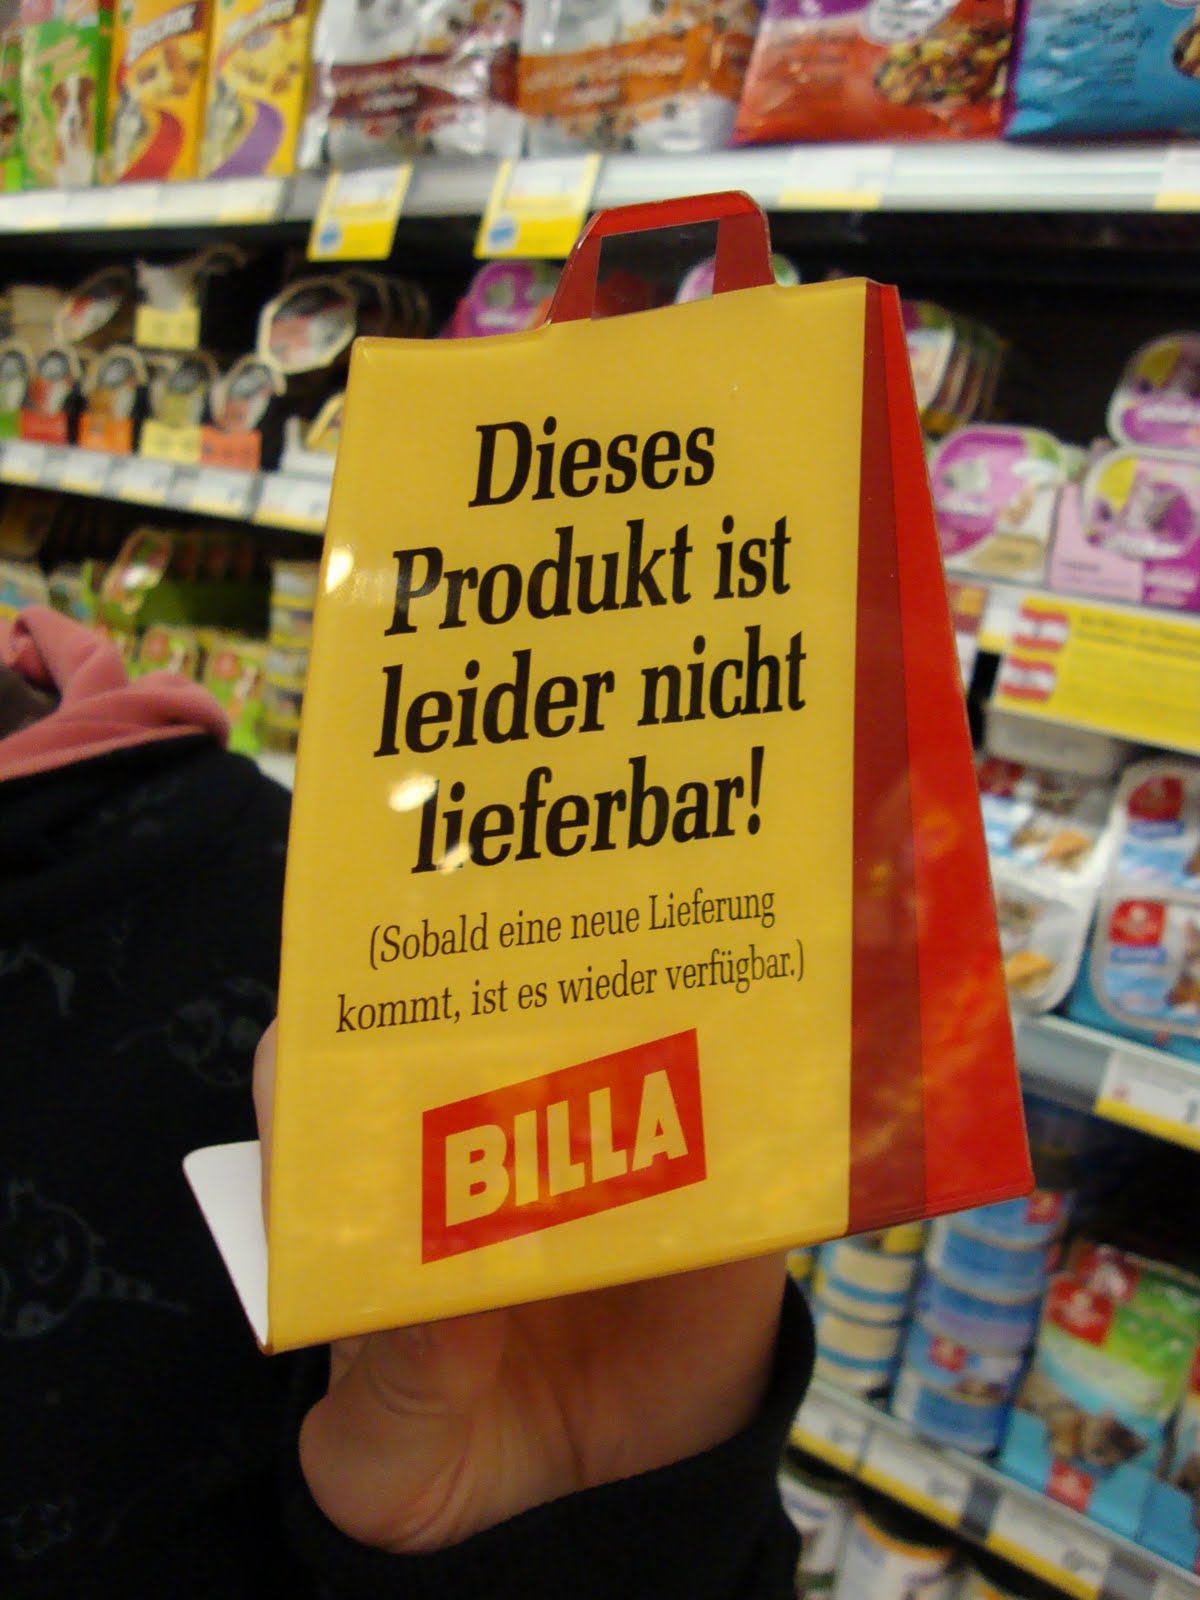 Dieses
Produkt ist
leider nicht
lieferbar!
(Sobald eine neue Lieferung
kommt, ist es wieder verfügbar.)
BILLA